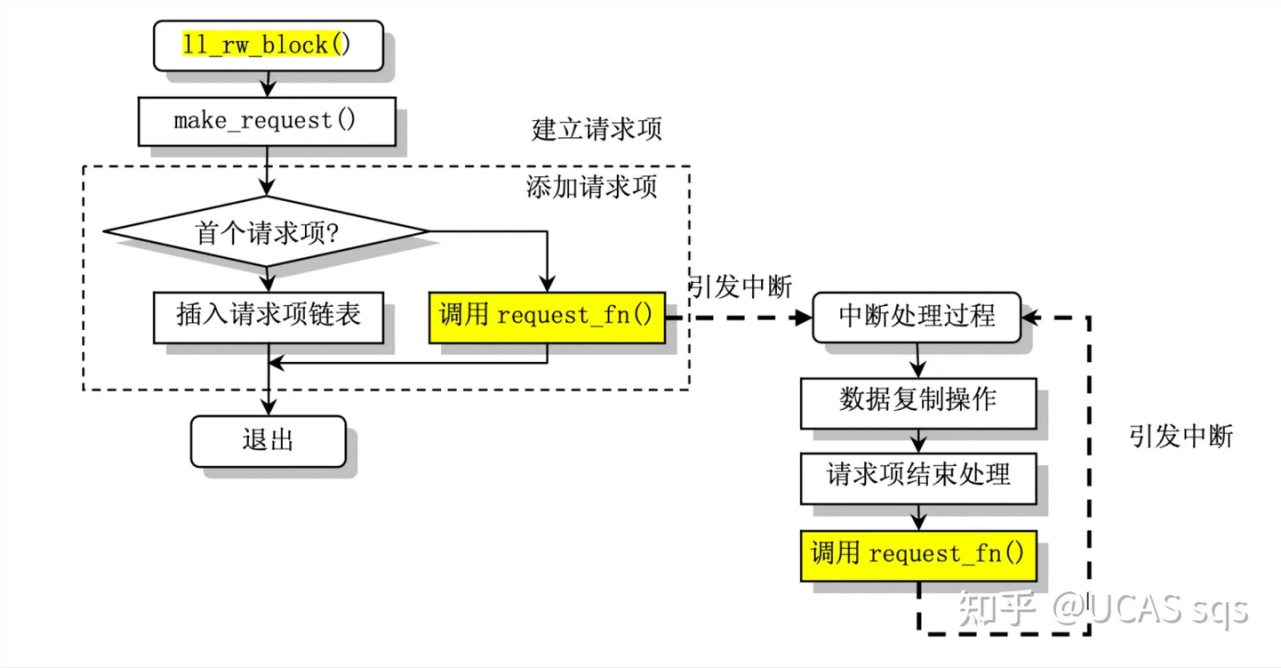 ll_rw_block()
make_request()
建立请求项
添加请求项
首个请求项?
插入请求项链表
调用 request_fn()
退出
引发中断
中断处理过程
数据复制操作
请求项结束处理
调用 request_fn()
引发中断
知乎 @UCAS sqs